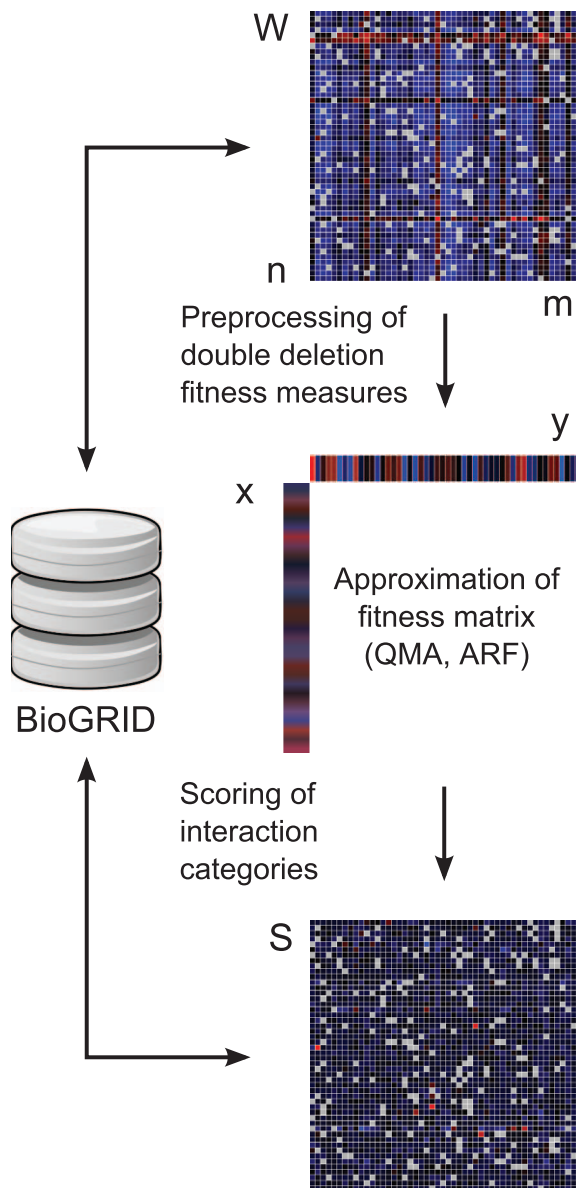 W
n
m
Preprocessing of
double deletion
fitness measures
y
x
Approximation of
fitness matrix
(QMA, ARF)
BioGRID
Scoring of
interaction
categories
S